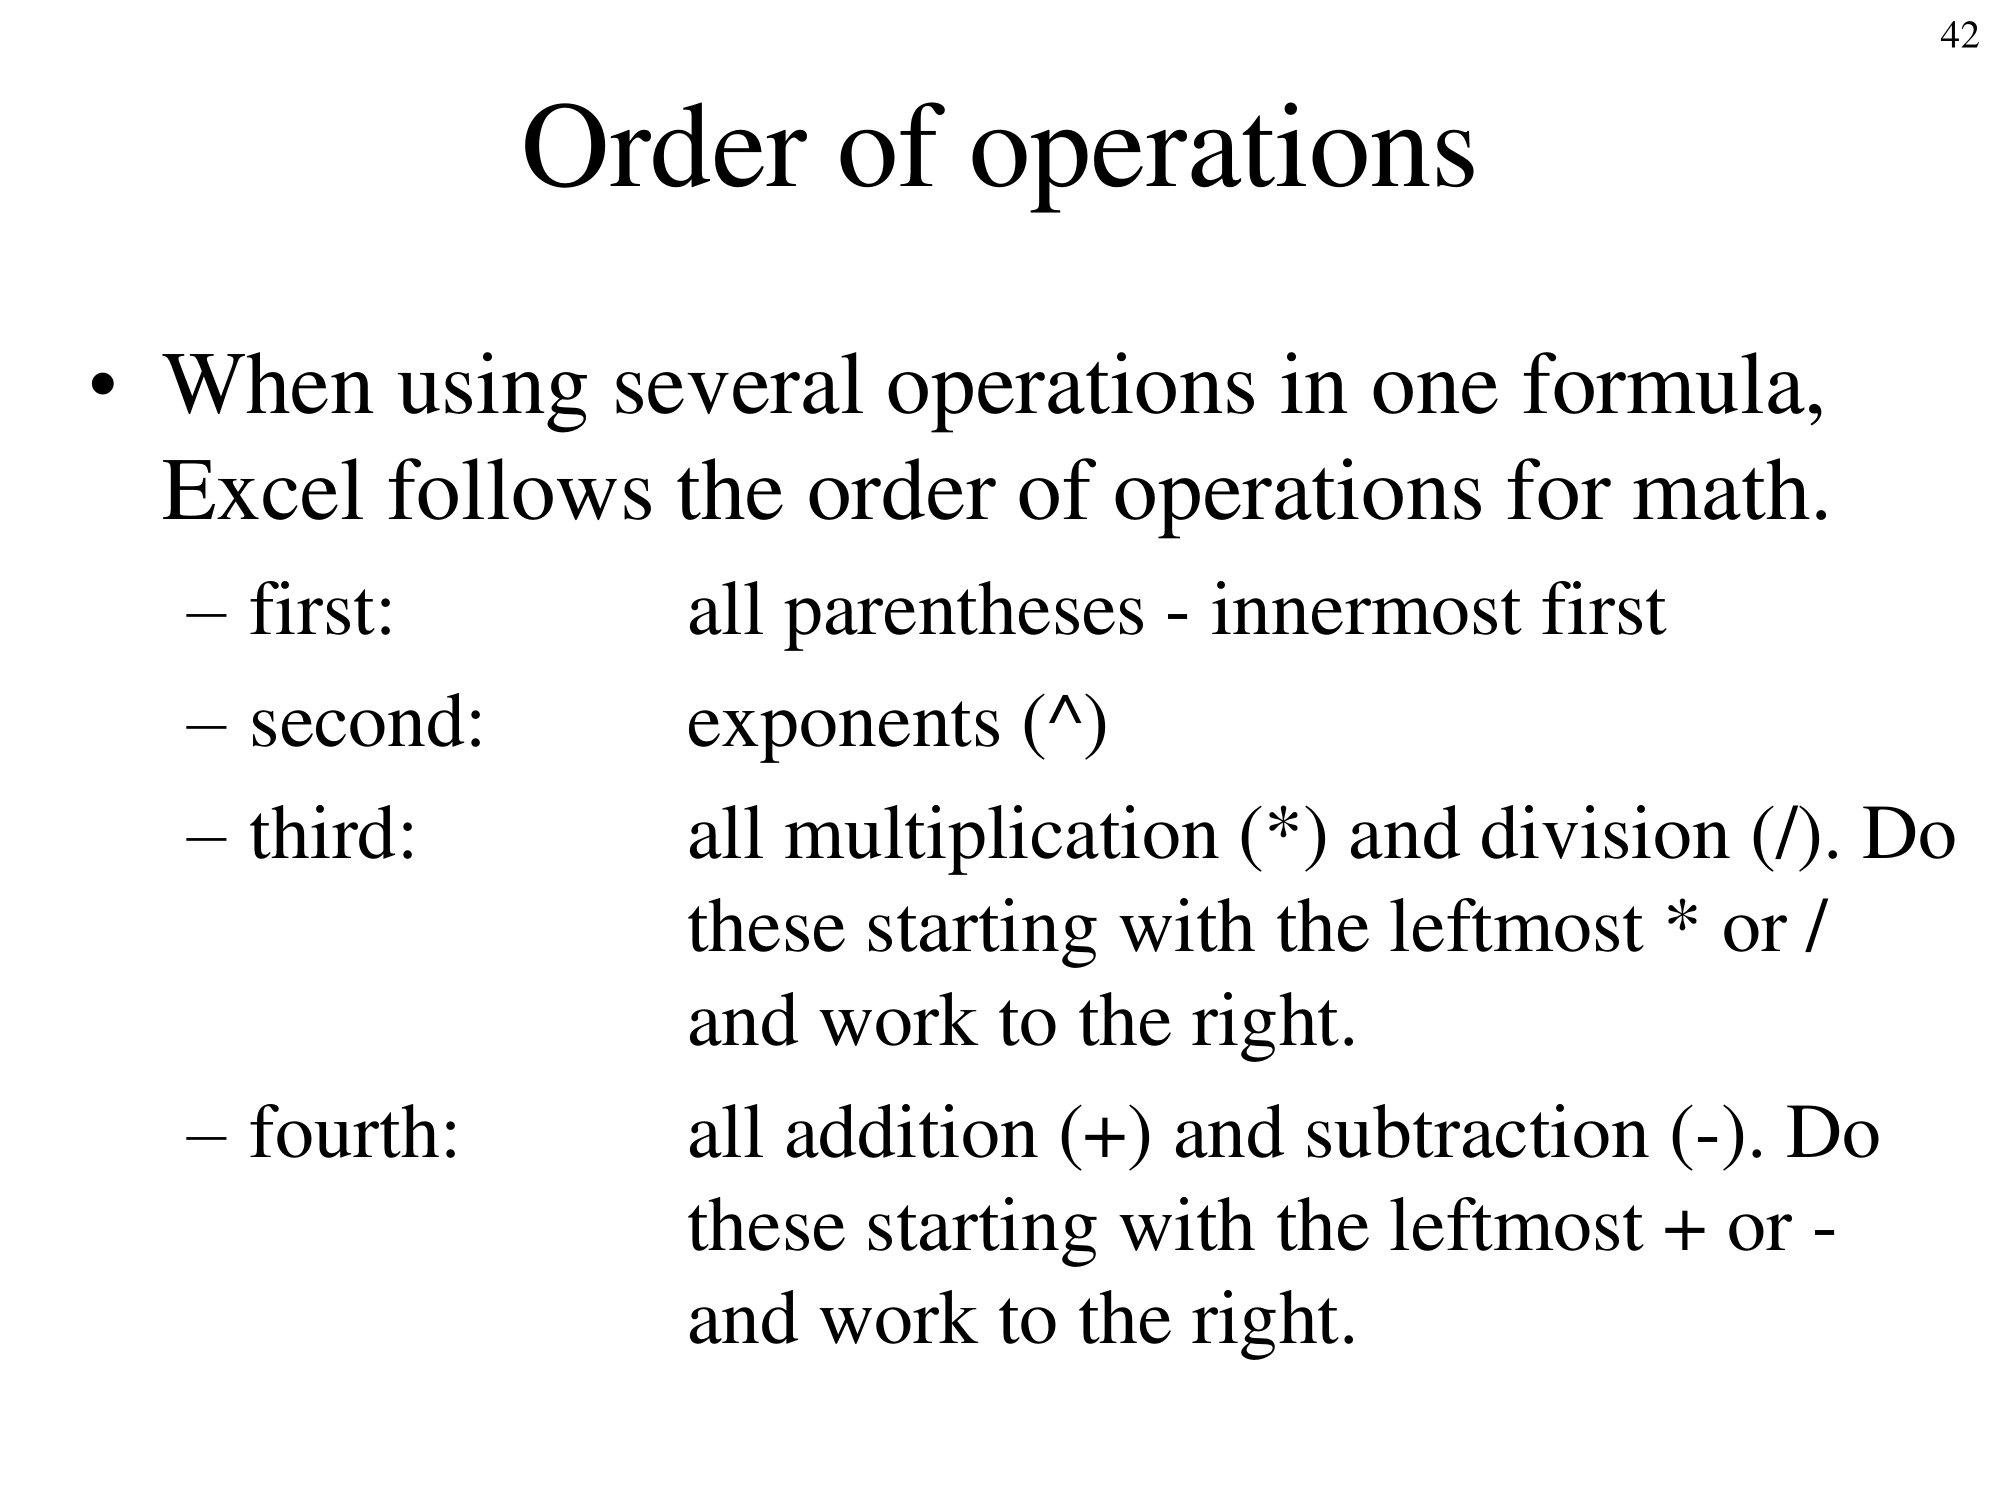 42
Order of operations
• When using several operations in one formula,
Excel follows the order of operations for math.
– first: all parentheses - innermost first
– second: exponents (^)
– third: all multiplication (*) and division (/). Do
these starting with the leftmost * or /
and work to the right.
– fourth: all addition (+) and subtraction (-). Do
these starting with the leftmost + or -
and work to the right.